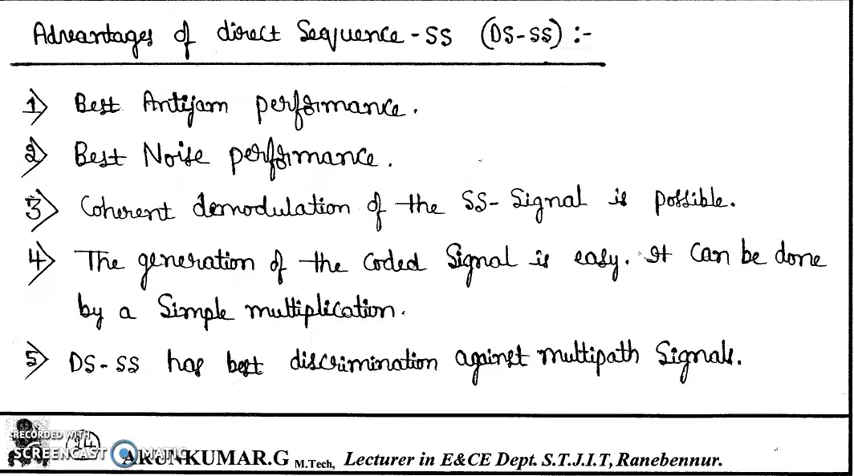 Advantages of direct Sequence - SS (DS-SS) :-
1> Best Antijam performance.
2> Best Noise performance.
3> Coherent demodulation of the SS- Signal is possible.
4> The generation of the coded Signal is easy. It can be done
by a Simple multiplication.
5> DS-SS has best discrimination against multipath Signals.
14
RECORDED WITH
SCREENCAST MATIC
ARUNKUMAR.G M.Tech, Lecturer in E&CE Dept. S.T.J.I.T, Ranebennur.